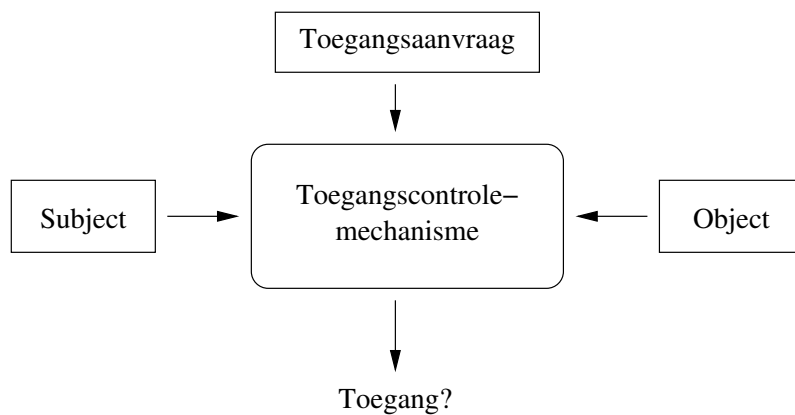 Toegangsaanvraag
Subject
Toegangscontrole–
mechanisme
Object
Toegang?